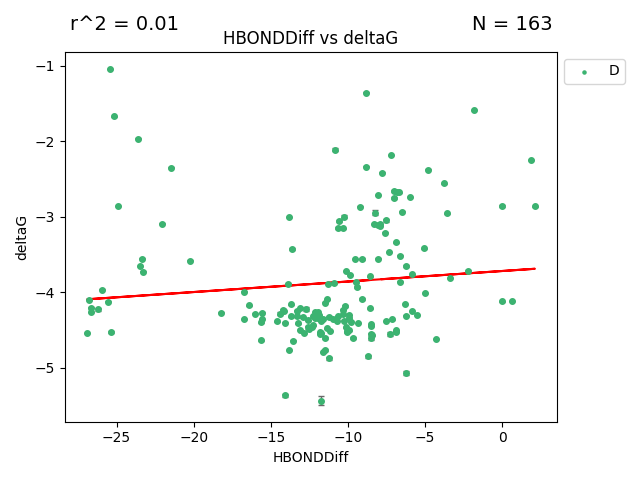 r^2 = 0.01
N = 163
HBONDDiff vs deltaG
D
deltaG
−1
−2
−3
−4
−5
−25
−20
−15
−10
−5
0
HBONDDiff